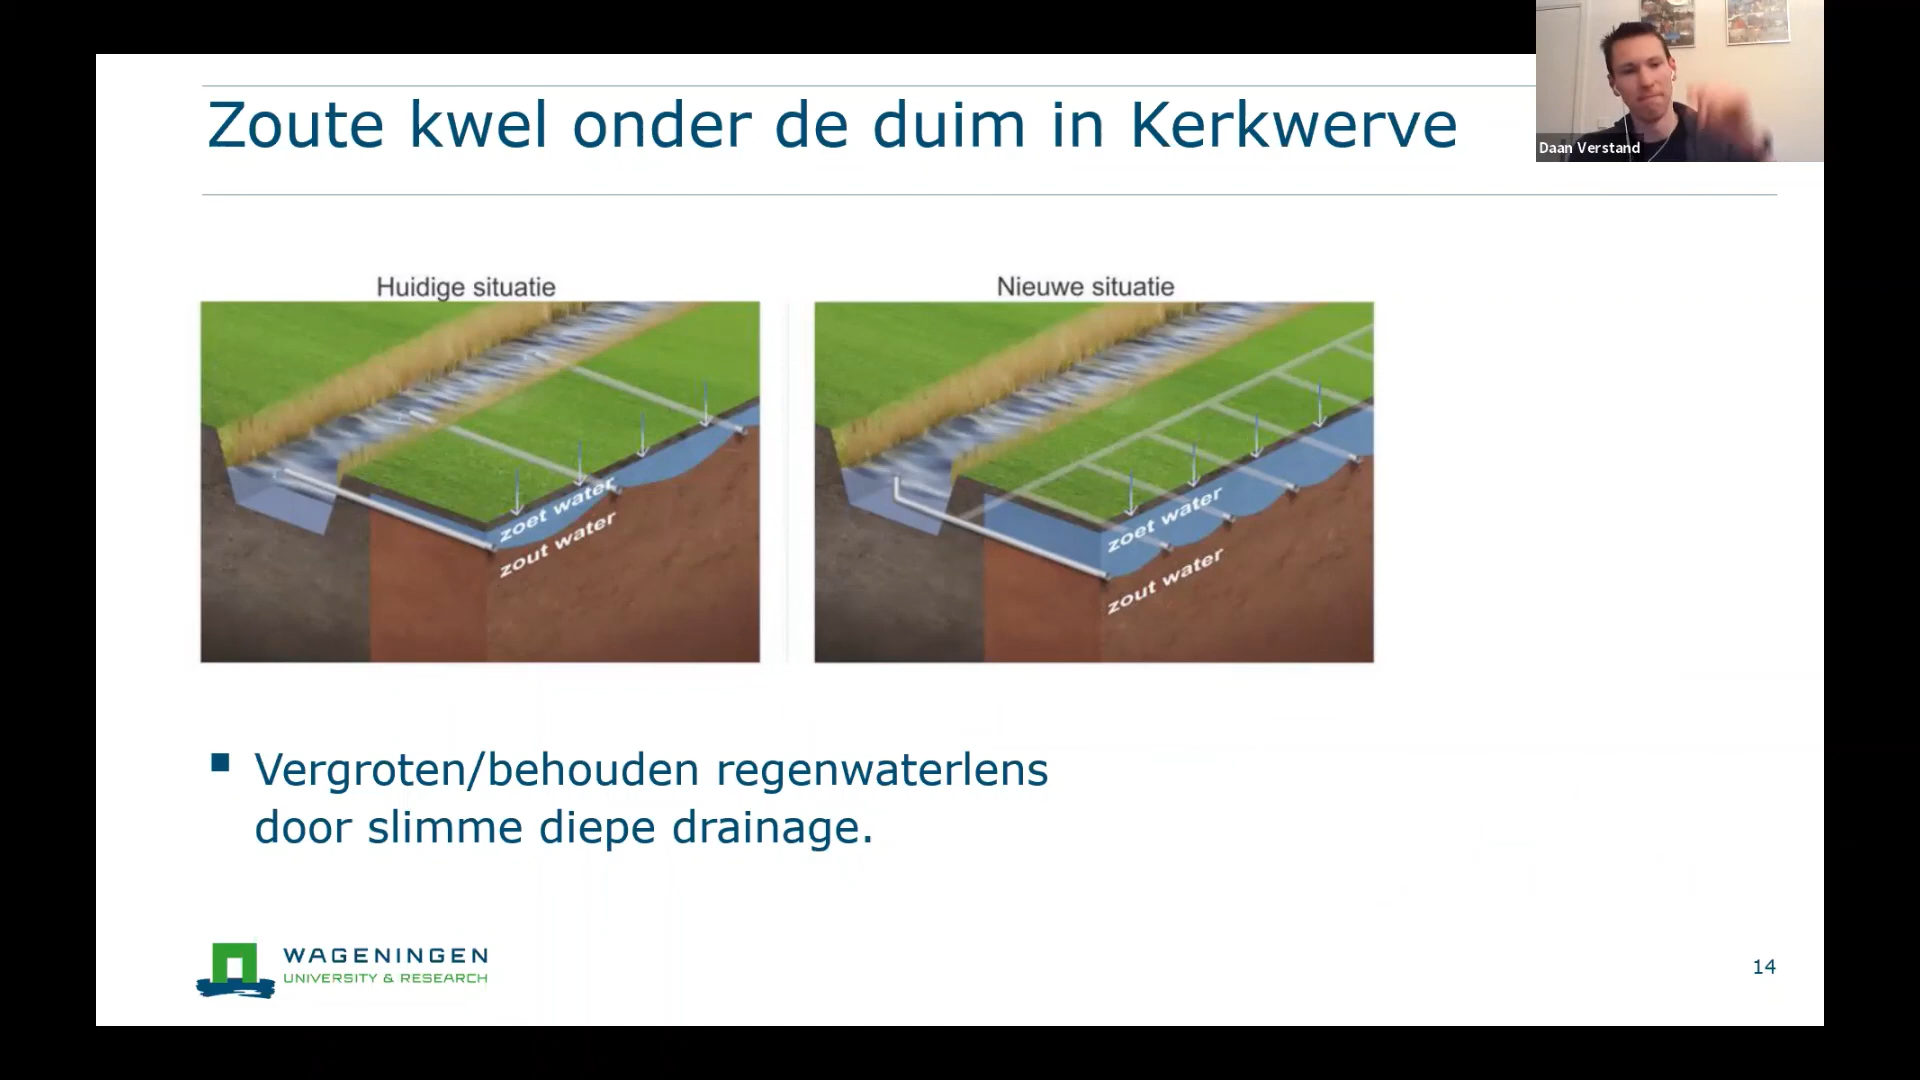 Zoute kwel onder de duim in Kerkwerve
Daan Verstand
Huidige situatie
Nieuwe situatie
zoet water
zout water
zoet water
zout water
Vergroten/behouden regenwaterlens
door slimme diepe drainage.
WAGENINGEN
UNIVERSITY & RESEARCH
14